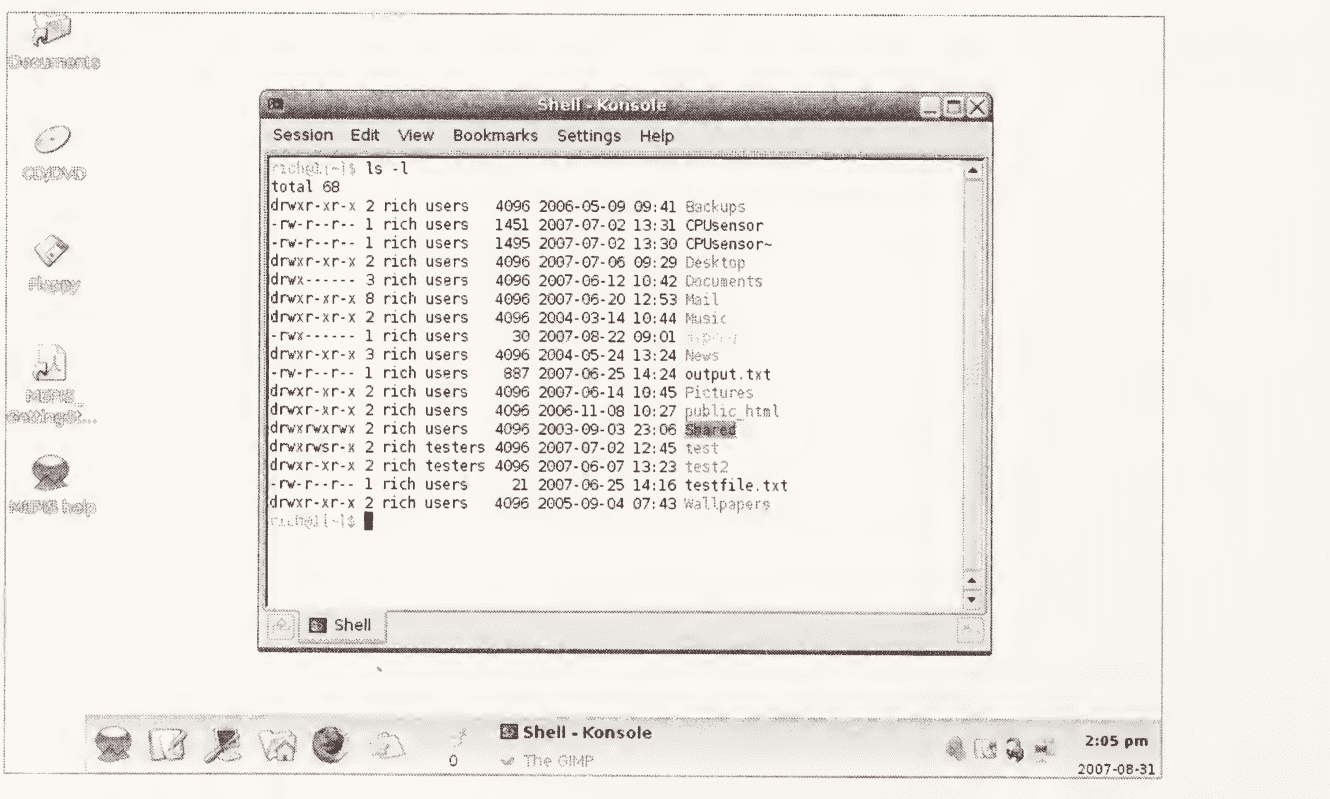 Documents
CD/DVD
Floppy
MEPIS help
Shell - Konsole
Session Edit View Bookmarks Settings Help
ls -l
total 68
drwxr-xr-x 2 rich users 4096 2006-05-09 09:41 Backups
-rw-r--r-- 1 rich users 1451 2007-07-02 13:31 CPUsensor
-rw-r--r-- 1 rich users 1495 2007-07-02 13:30 CPUsensor~
drwxr-xr-x 2 rich users 4096 2007-07-06 09:29 Desktop
drwx------ 3 rich users 4096 2007-06-12 10:42 Documents
drwxr-xr-x 8 rich users 4096 2007-06-20 12:53 Mail
drwxr-xr-x 2 rich users 4096 2004-03-14 10:44 Music
-rwx------ 1 rich users 30 2007-08-22 09:01
drwxr-xr-x 3 rich users 4096 2004-05-24 13:24 News
-rw-r--r-- 1 rich users 887 2007-06-25 14:24 output.txt
drwxr-xr-x 2 rich users 4096 2007-06-14 10:45 Pictures
drwxr-xr-x 2 rich users 4096 2006-11-08 10:27 public_html
drwxrwxrwx 2 rich users 4096 2003-09-03 23:06 Shared
drwxrwsr-x 2 rich testers 4096 2007-07-02 12:45 test
drwxr-xr-x 2 rich testers 4096 2007-06-07 13:23 test2
-rw-r--r-- 1 rich users 21 2007-06-25 14:16 testfile.txt
drwxr-xr-x 2 rich users 4096 2005-09-04 07:43 Wallpapers
Shell
Shell - Konsole
0
The GIMP
2:05 pm
2007-08-31